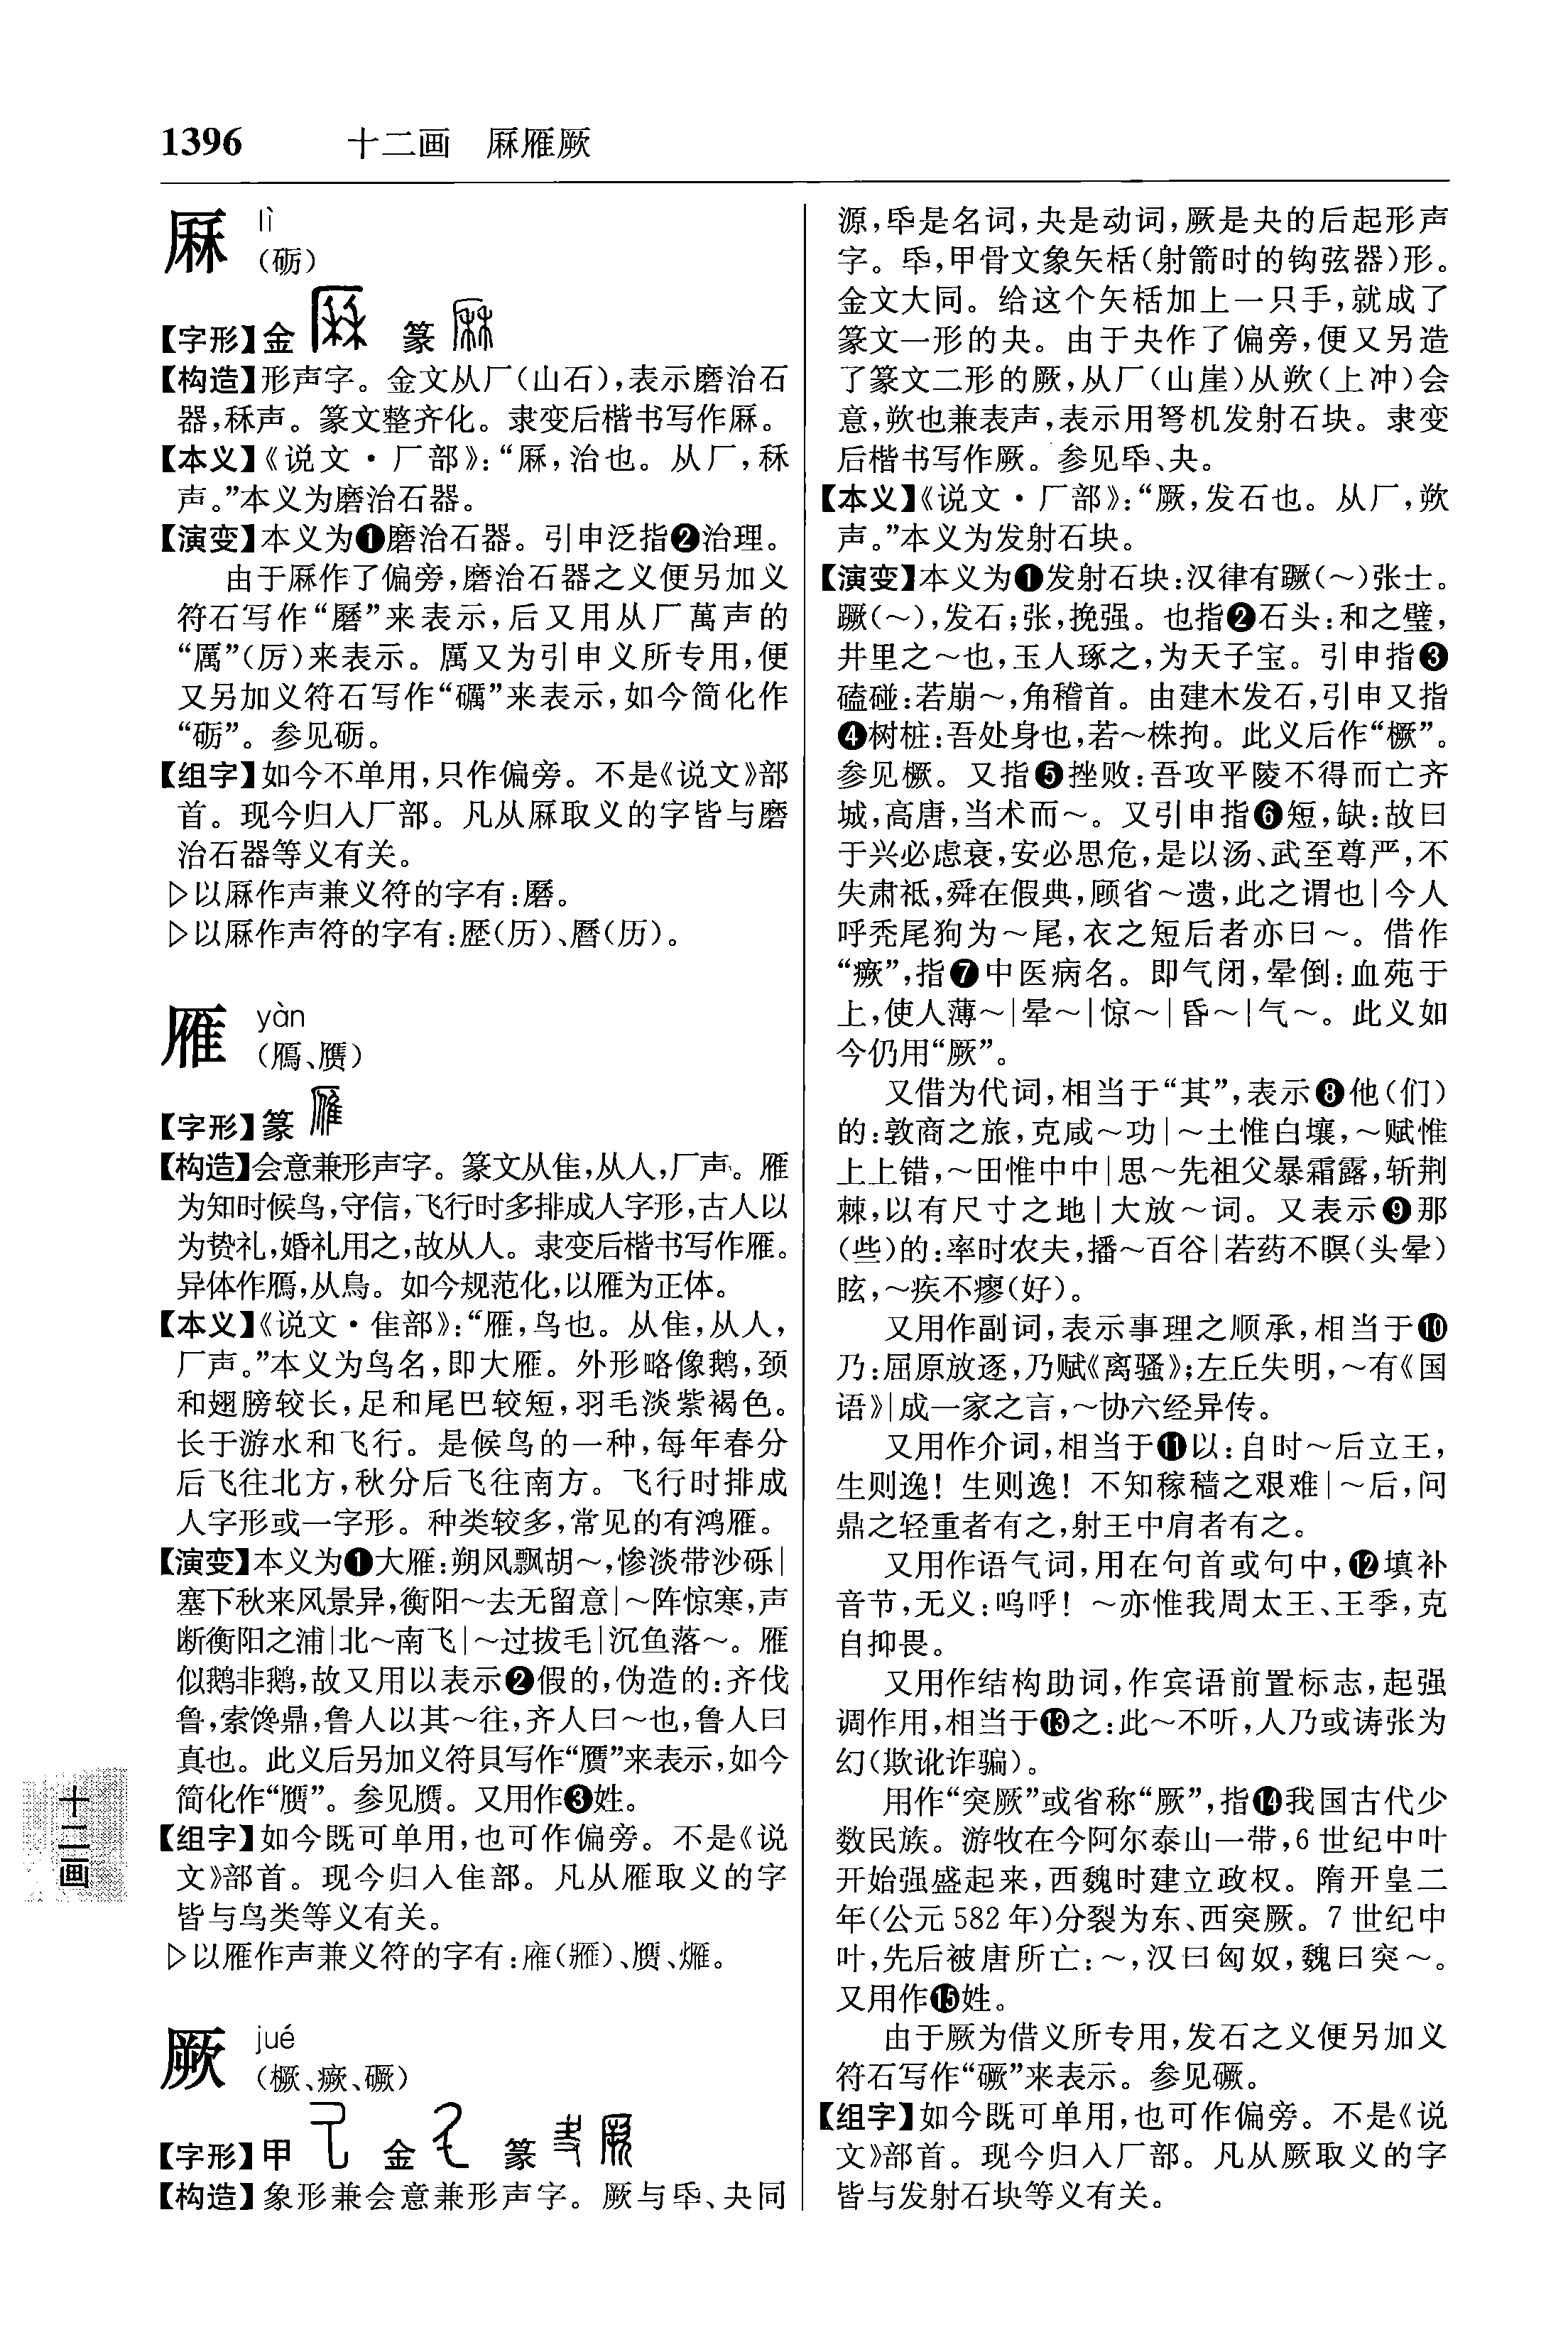 1396 十二画 厤雁厥
厤 lì
(砺)
【字形】金 篆
【构造】形声字。金文从厂(山石),表示磨治石
器,秝声。篆文整齐化。隶变后楷书写作厤。
【本义】《说文·厂部》:“厤,治也。从厂,秝
声。”本义为磨治石器。
【演变】本义为❶磨治石器。引申泛指❷治理。
由于厤作了偏旁,磨治石器之义便另加义
符石写作“磿”来表示,后又用从厂萬声的
“厲”(厉)来表示。厲又为引申义所专用,便
又另加义符石写作“礪”来表示,如今简化作
“砺”。参见砺。
【组字】如今不单用,只作偏旁。不是《说文》部
首。现今归入厂部。凡从厤取义的字皆与磨
治石器等义有关。
▷以厤作声兼义符的字有:磿。
▷以厤作声符的字有:歷(历)、曆(历)。
雁 yàn
(鴈、赝)
【字形】篆
【构造】会意兼形声字。篆文从隹,从人,厂声。雁
为知时候鸟,守信,飞行时多排成人字形,古人以
为贽礼,婚礼用之,故从人。隶变后楷书写作雁。
异体作鴈,从鳥。如今规范化,以雁为正体。
【本义】《说文·隹部》:“雁,鸟也。从隹,从人,
厂声。”本义为鸟名,即大雁。外形略像鹅,颈
和翅膀较长,足和尾巴较短,羽毛淡紫褐色。
长于游水和飞行。是候鸟的一种,每年春分
后飞往北方,秋分后飞往南方。飞行时排成
人字形或一字形。种类较多,常见的有鸿雁。
【演变】本义为❶大雁:朔风飘胡～,惨淡带沙砾|
塞下秋来风景异,衡阳～去无留意|～阵惊寒,声
断衡阳之浦|北～南飞|～过拔毛|沉鱼落～。雁
似鹅非鹅,故又用以表示❷假的,伪造的:齐伐
鲁,索馋鼎,鲁人以其～往,齐人曰～也,鲁人曰
真也。此义后另加义符貝写作“贋”来表示,如今
简化作“赝”。参见赝。又用作❸姓。
【组字】如今既可单用,也可作偏旁。不是《说
文》部首。现今归入隹部。凡从雁取义的字
皆与鸟类等义有关。
▷以雁作声兼义符的字有:、赝、。
厥 jué
(橛、瘚、磢)
【字形】甲 金 篆
【构造】象形兼会意兼形声字。厥与氒、夬同
源,氒是名词,夬是动词,厥是夬的后起形声
字。氒,甲骨文象矢栝(射箭时的钩弦器)形。
金文大同。给这个矢栝加上一只手,就成了
篆文一形的夬。由于夬作了偏旁,便又另造
了篆文二形的厥,从厂(山崖)从欮(上冲)会
意,欮也兼表声,表示用弩机发射石块。隶变
后楷书写作厥。参见氒、夬。
【本义】《说文·厂部》:“厥,发石也。从厂,欮
声。”本义为发射石块。
【演变】本义为❶发射石块:汉律有蹶(～)张士。
蹶(～),发石;张,挽强。也指❷石头:和之璧,
井里之～也,玉人琢之,为天子宝。引申指❸
磕碰:若崩～,角稽首。由建木发石,引申又指
❹树桩:吾处身也,若～株拘。此义后作“橛”。
参见橛。又指❺挫败:吾攻平陵不得而亡齐
城,高唐,当术而～。又引申指❻短,缺:故曰
于兴必虑衰,安必思危,是以汤、武至尊严,不
失肃祗,舜在假典,顾省～遗,此之谓也|今人
呼秃尾狗为～尾,衣之短后者亦曰～。借作
“瘚”,指❼中医病名。即气闭,晕倒:血苑于
上,使人薄～|晕～|惊～|昏～|气～。此义如
今仍用“厥”。
又借为代词,相当于“其”,表示❽他(们)
的:敦商之旅,克咸～功|～土惟白壤,～赋惟
上上错,～田惟中中|思～先祖父暴霜露,斩荆
棘,以有尺寸之地|大放～词。又表示❾那
(些)的:率时农夫,播～百谷|若药不瞑(头晕)
眩,～疾不瘳(好)。
又用作副词,表示事理之顺承,相当于❿
乃:屈原放逐,乃赋《离骚》;左丘失明,～有《国
语》|成一家之言,～协六经异传。
又用作介词,相当于⓫以:自时～后立王,
生则逸!生则逸!不知稼穑之艰难|～后,问
鼎之轻重者有之,射王中肩者有之。
又用作语气词,用在句首或句中,⓬填补
音节,无义:呜呼!～亦惟我周太王、王季,克
自抑畏。
又用作结构助词,作宾语前置标志,起强
调作用,相当于⓭之:此～不听,人乃或诪张为
幻(欺讹诈骗)。
用作“突厥”或省称“厥”,指⓮我国古代少
数民族。游牧在今阿尔泰山一带,6世纪中叶
开始强盛起来,西魏时建立政权。隋开皇二
年(公元582年)分裂为东、西突厥。7世纪中
叶,先后被唐所亡:～,汉曰匈奴,魏曰突～。
又用作⓯姓。
由于厥为借义所专用,发石之义便另加义
符石写作“”来表示。参见。
【组字】如今既可单用,也可作偏旁。不是《说
文》部首。现今归入厂部。凡从厥取义的字
皆与发射石块等义有关。
十二画